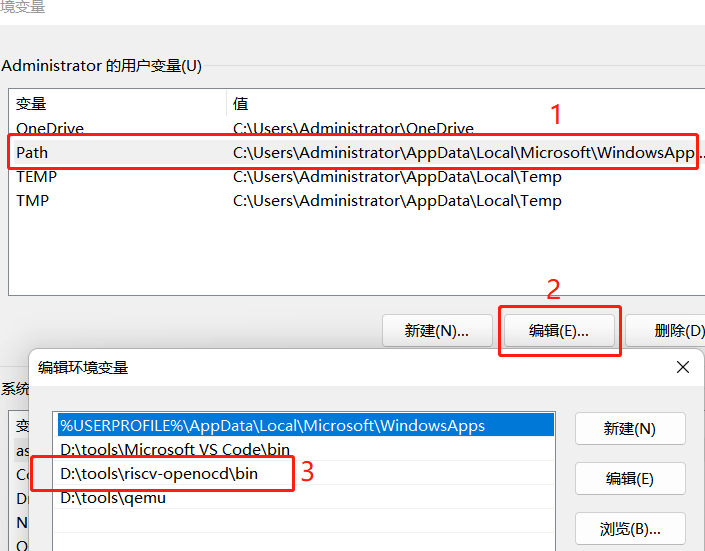 境变量
Administrator 的用户变量(U)
变量 值
OneDrive C:\Users\Administrator\OneDrive
1
Path C:\Users\Administrator\AppData\Local\Microsoft\WindowsApp...
TEMP C:\Users\Administrator\AppData\Local\Temp
TMP C:\Users\Administrator\AppData\Local\Temp
2
新建(N)... 编辑(E)... 删除(D)
编辑环境变量
系统
%USERPROFILE%\AppData\Local\Microsoft\WindowsApps
新建(N)
D:\tools\Microsoft VS Code\bin
D:\tools\riscv-openocd\bin 3
编辑(E)
D:\tools\qemu
浏览(B)...